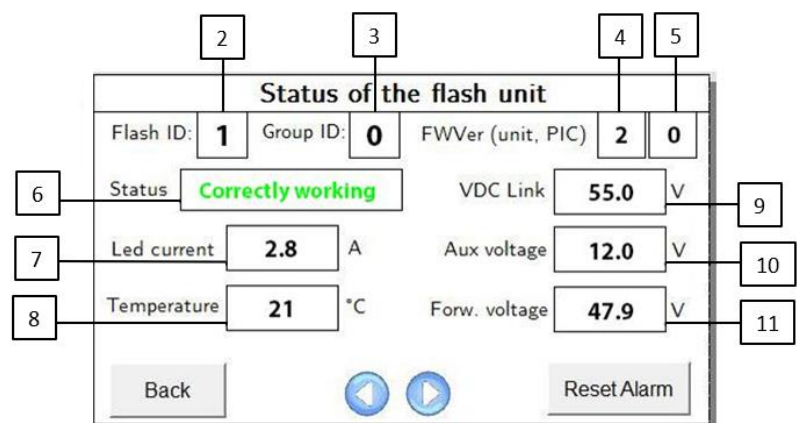 2 3 4 5
Status of the flash unit
Flash ID: 1 Group ID: 0 FWVer (unit, PIC) 2 0
6 Status Correctly working VDC Link 55.0 V 9
7 Led current 2.8 A Aux voltage 12.0 V 10
8 Temperature 21 °C Forw. voltage 47.9 V 11
Back Reset Alarm